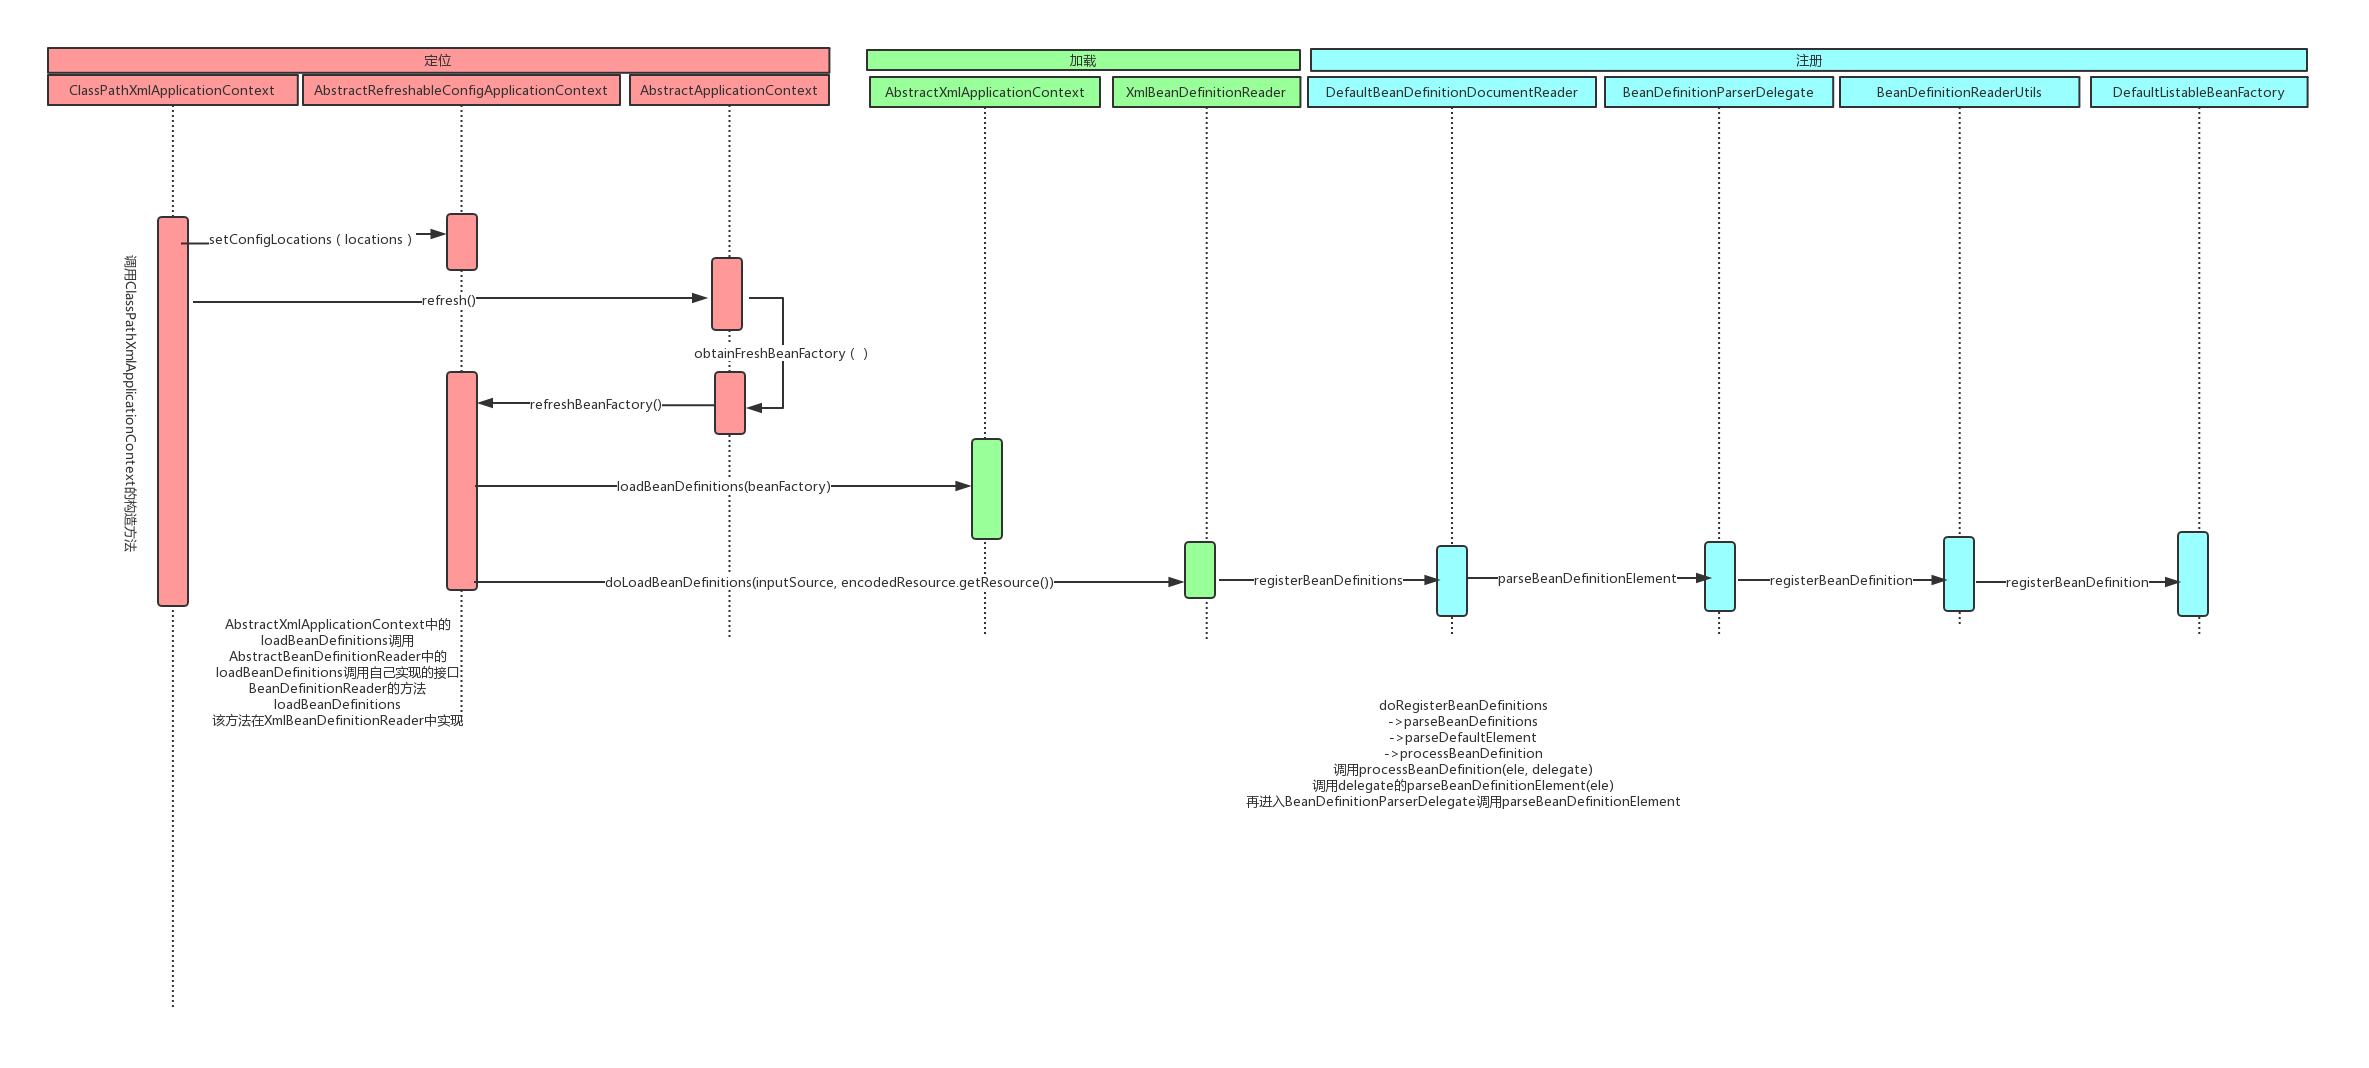 定位
加载
注册
ClassPathXmlApplicationContext
AbstractRefreshableConfigApplicationContext
AbstractApplicationContext
AbstractXmlApplicationContext
XmlBeanDefinitionReader
DefaultBeanDefinitionDocumentReader
BeanDefinitionParserDelegate
BeanDefinitionReaderUtils
DefaultListableBeanFactory
调用ClassPathXmlApplicationContext的构造方法
setConfigLocations（locations）
refresh()
obtainFreshBeanFactory（ ）
refreshBeanFactory()
loadBeanDefinitions(beanFactory)
doLoadBeanDefinitions(inputSource, encodedResource.getResource())
registerBeanDefinitions
parseBeanDefinitionElement
registerBeanDefinition
registerBeanDefinition
AbstractXmlApplicationContext中的
loadBeanDefinitions调用
AbstractBeanDefinitionReader中的
loadBeanDefinitions调用自己实现的接口
BeanDefinitionReader的方法
loadBeanDefinitions
该方法在XmlBeanDefinitionReader中实现
doRegisterBeanDefinitions
->parseBeanDefinitions
->parseDefaultElement
->processBeanDefinition
调用processBeanDefinition(ele, delegate)
调用delegate的parseBeanDefinitionElement(ele)
再进入BeanDefinitionParserDelegate调用parseBeanDefinitionElement